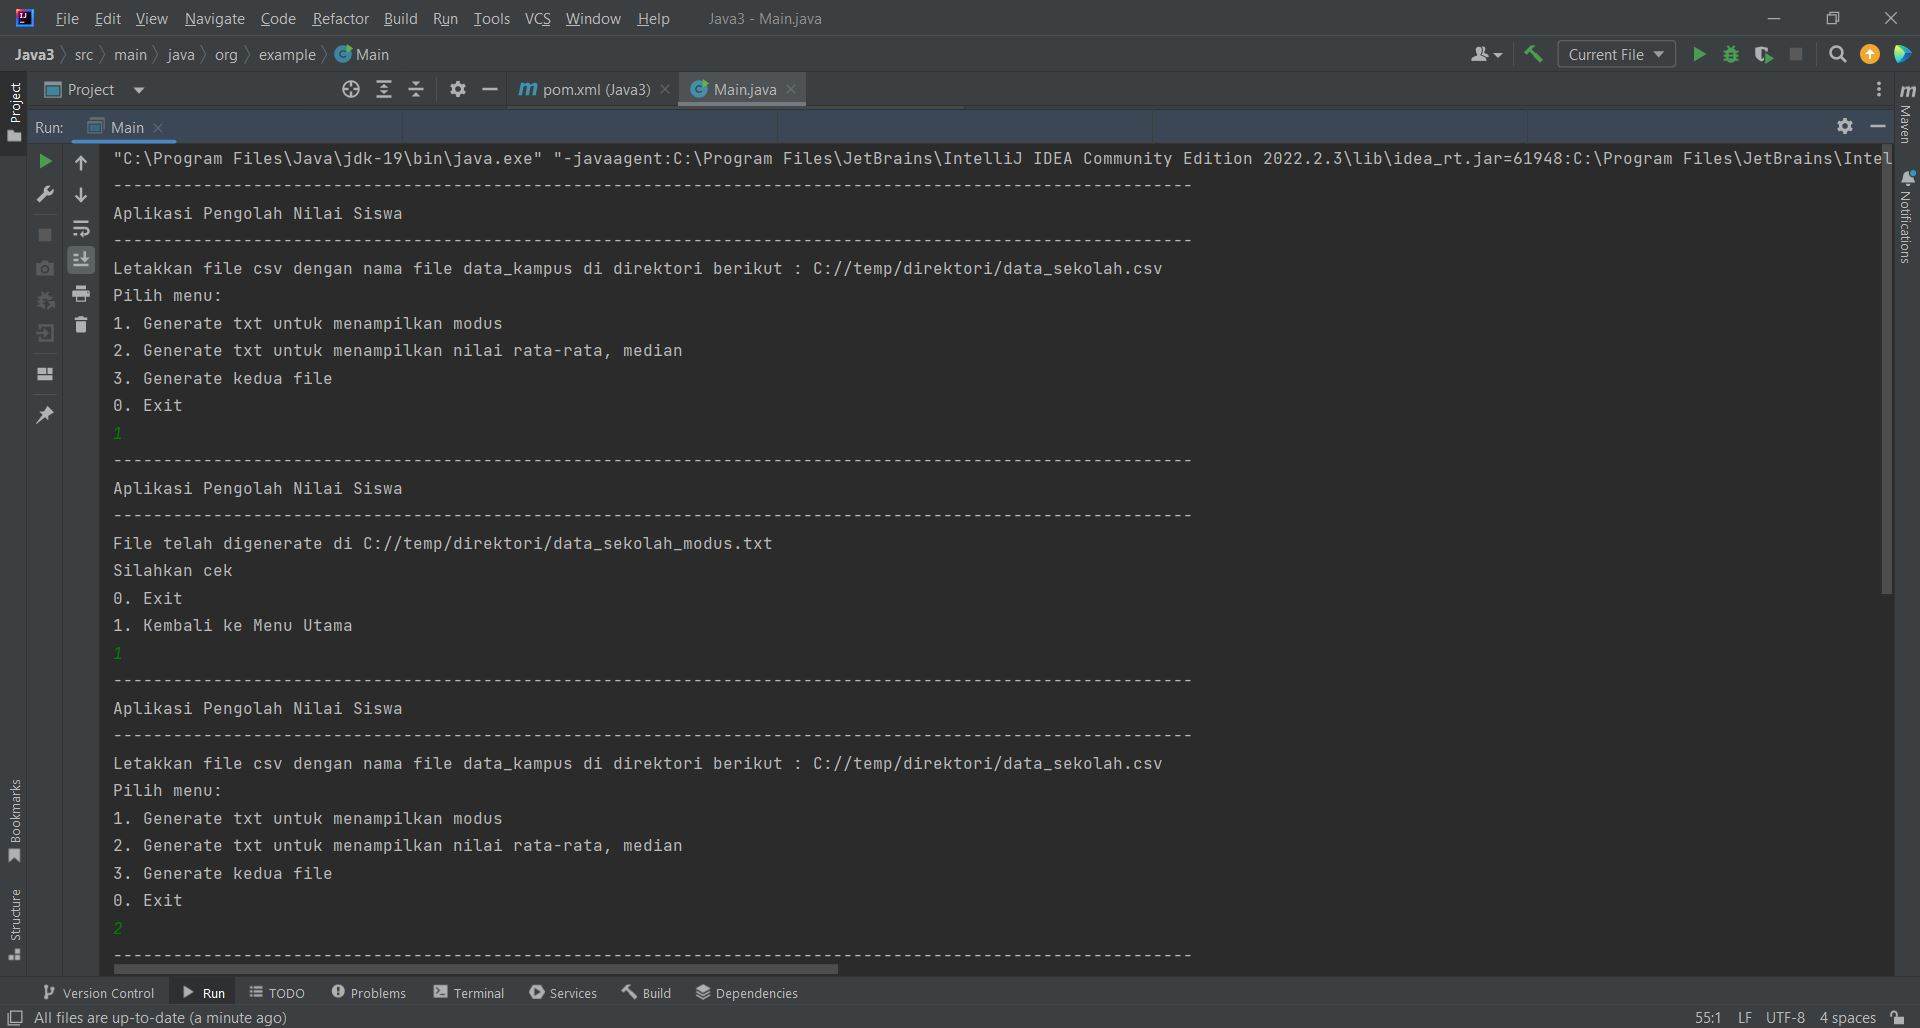 File Edit View Navigate Code Refactor Build Run Tools VCS Window Help Java3 - Main.java
Java3 src main java org example Main Current File
Project pom.xml (Java3) Main.java
Run: Main
"C:\Program Files\Java\jdk-19\bin\java.exe" "-javaagent:C:\Program Files\JetBrains\IntelliJ IDEA Community Edition 2022.2.3\lib\idea_rt.jar=61948:C:\Program Files\JetBrains\Intel
------------------------------------------------------------------------------------------------------------
Aplikasi Pengolah Nilai Siswa
------------------------------------------------------------------------------------------------------------
Letakkan file csv dengan nama file data_kampus di direktori berikut : C://temp/direktori/data_sekolah.csv
Pilih menu:
1. Generate txt untuk menampilkan modus
2. Generate txt untuk menampilkan nilai rata-rata, median
3. Generate kedua file
0. Exit
1
------------------------------------------------------------------------------------------------------------
Aplikasi Pengolah Nilai Siswa
------------------------------------------------------------------------------------------------------------
File telah digenerate di C://temp/direktori/data_sekolah_modus.txt
Silahkan cek
0. Exit
1. Kembali ke Menu Utama
1
------------------------------------------------------------------------------------------------------------
Aplikasi Pengolah Nilai Siswa
------------------------------------------------------------------------------------------------------------
Letakkan file csv dengan nama file data_kampus di direktori berikut : C://temp/direktori/data_sekolah.csv
Pilih menu:
1. Generate txt untuk menampilkan modus
2. Generate txt untuk menampilkan nilai rata-rata, median
3. Generate kedua file
0. Exit
2
------------------------------------------------------------------------------------------------------------
Project
Bookmarks
Structure
Maven
Notifications
Version Control Run TODO Problems Terminal Services Build Dependencies
All files are up-to-date (a minute ago) 55:1 LF UTF-8 4 spaces